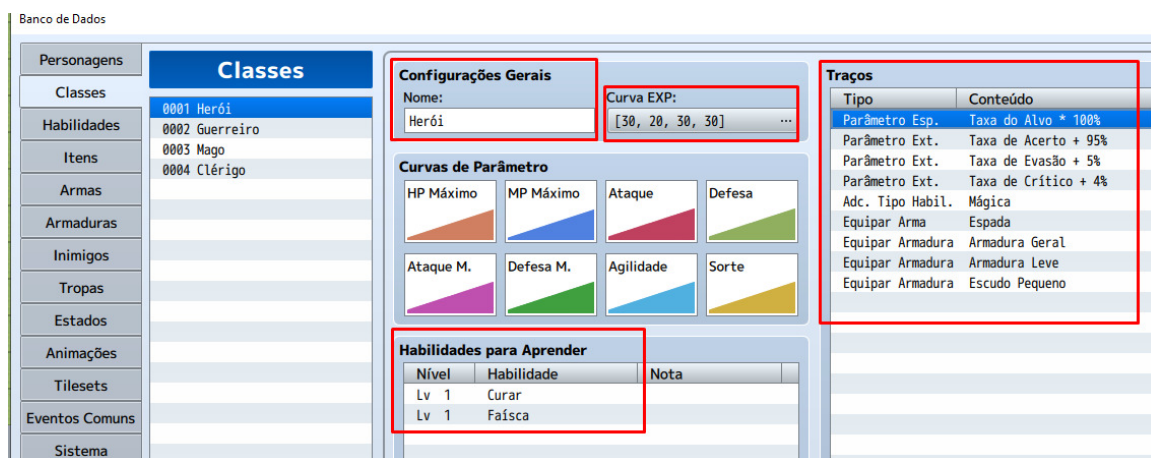 Banco de Dados
Personagens
Classes
Habilidades
Itens
Armas
Armaduras
Inimigos
Tropas
Estados
Animações
Tilesets
Eventos Comuns
Sistema
Classes
0001 Herói
0002 Guerreiro
0003 Mago
0004 Clérigo
Configurações Gerais
Nome:
Herói
Curva EXP:
[30, 20, 30, 30] ...
Curvas de Parâmetro
HP Máximo MP Máximo Ataque Defesa
Ataque M. Defesa M. Agilidade Sorte
Habilidades para Aprender
Nível Habilidade Nota
Lv 1 Curar
Lv 1 Faísca
Traços
Tipo Conteúdo
Parâmetro Esp. Taxa do Alvo * 100%
Parâmetro Ext. Taxa de Acerto + 95%
Parâmetro Ext. Taxa de Evasão + 5%
Parâmetro Ext. Taxa de Crítico + 4%
Adc. Tipo Habil. Mágica
Equipar Arma Espada
Equipar Armadura Armadura Geral
Equipar Armadura Armadura Leve
Equipar Armadura Escudo Pequeno